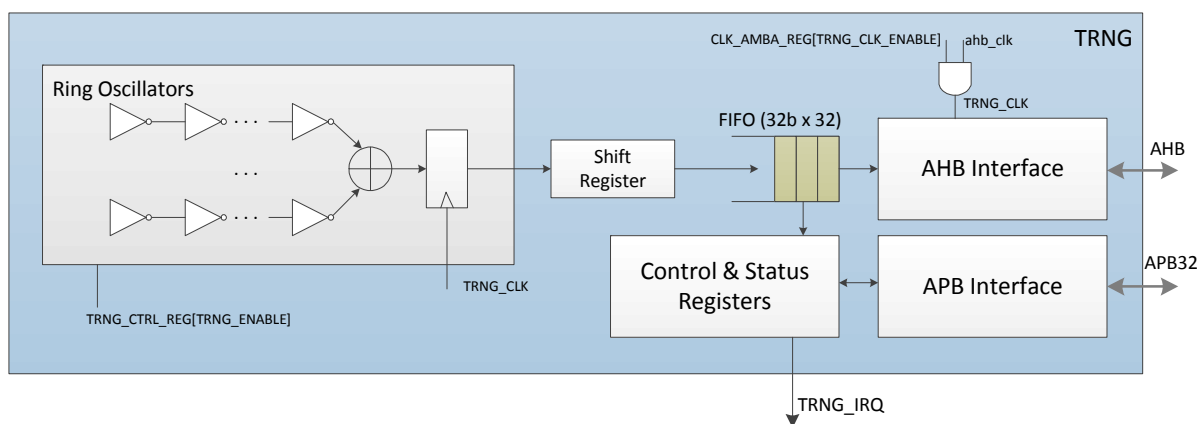 CLK_AMBA_REG[TRNG_CLK_ENABLE]
ahb_clk
TRNG
Ring Oscillators
TRNG_CLK
FIFO (32b x 32)
Shift
Register
AHB Interface
AHB
Control & Status
Registers
APB Interface
APB32
TRNG_CLK
TRNG_CTRL_REG[TRNG_ENABLE]
TRNG_IRQ